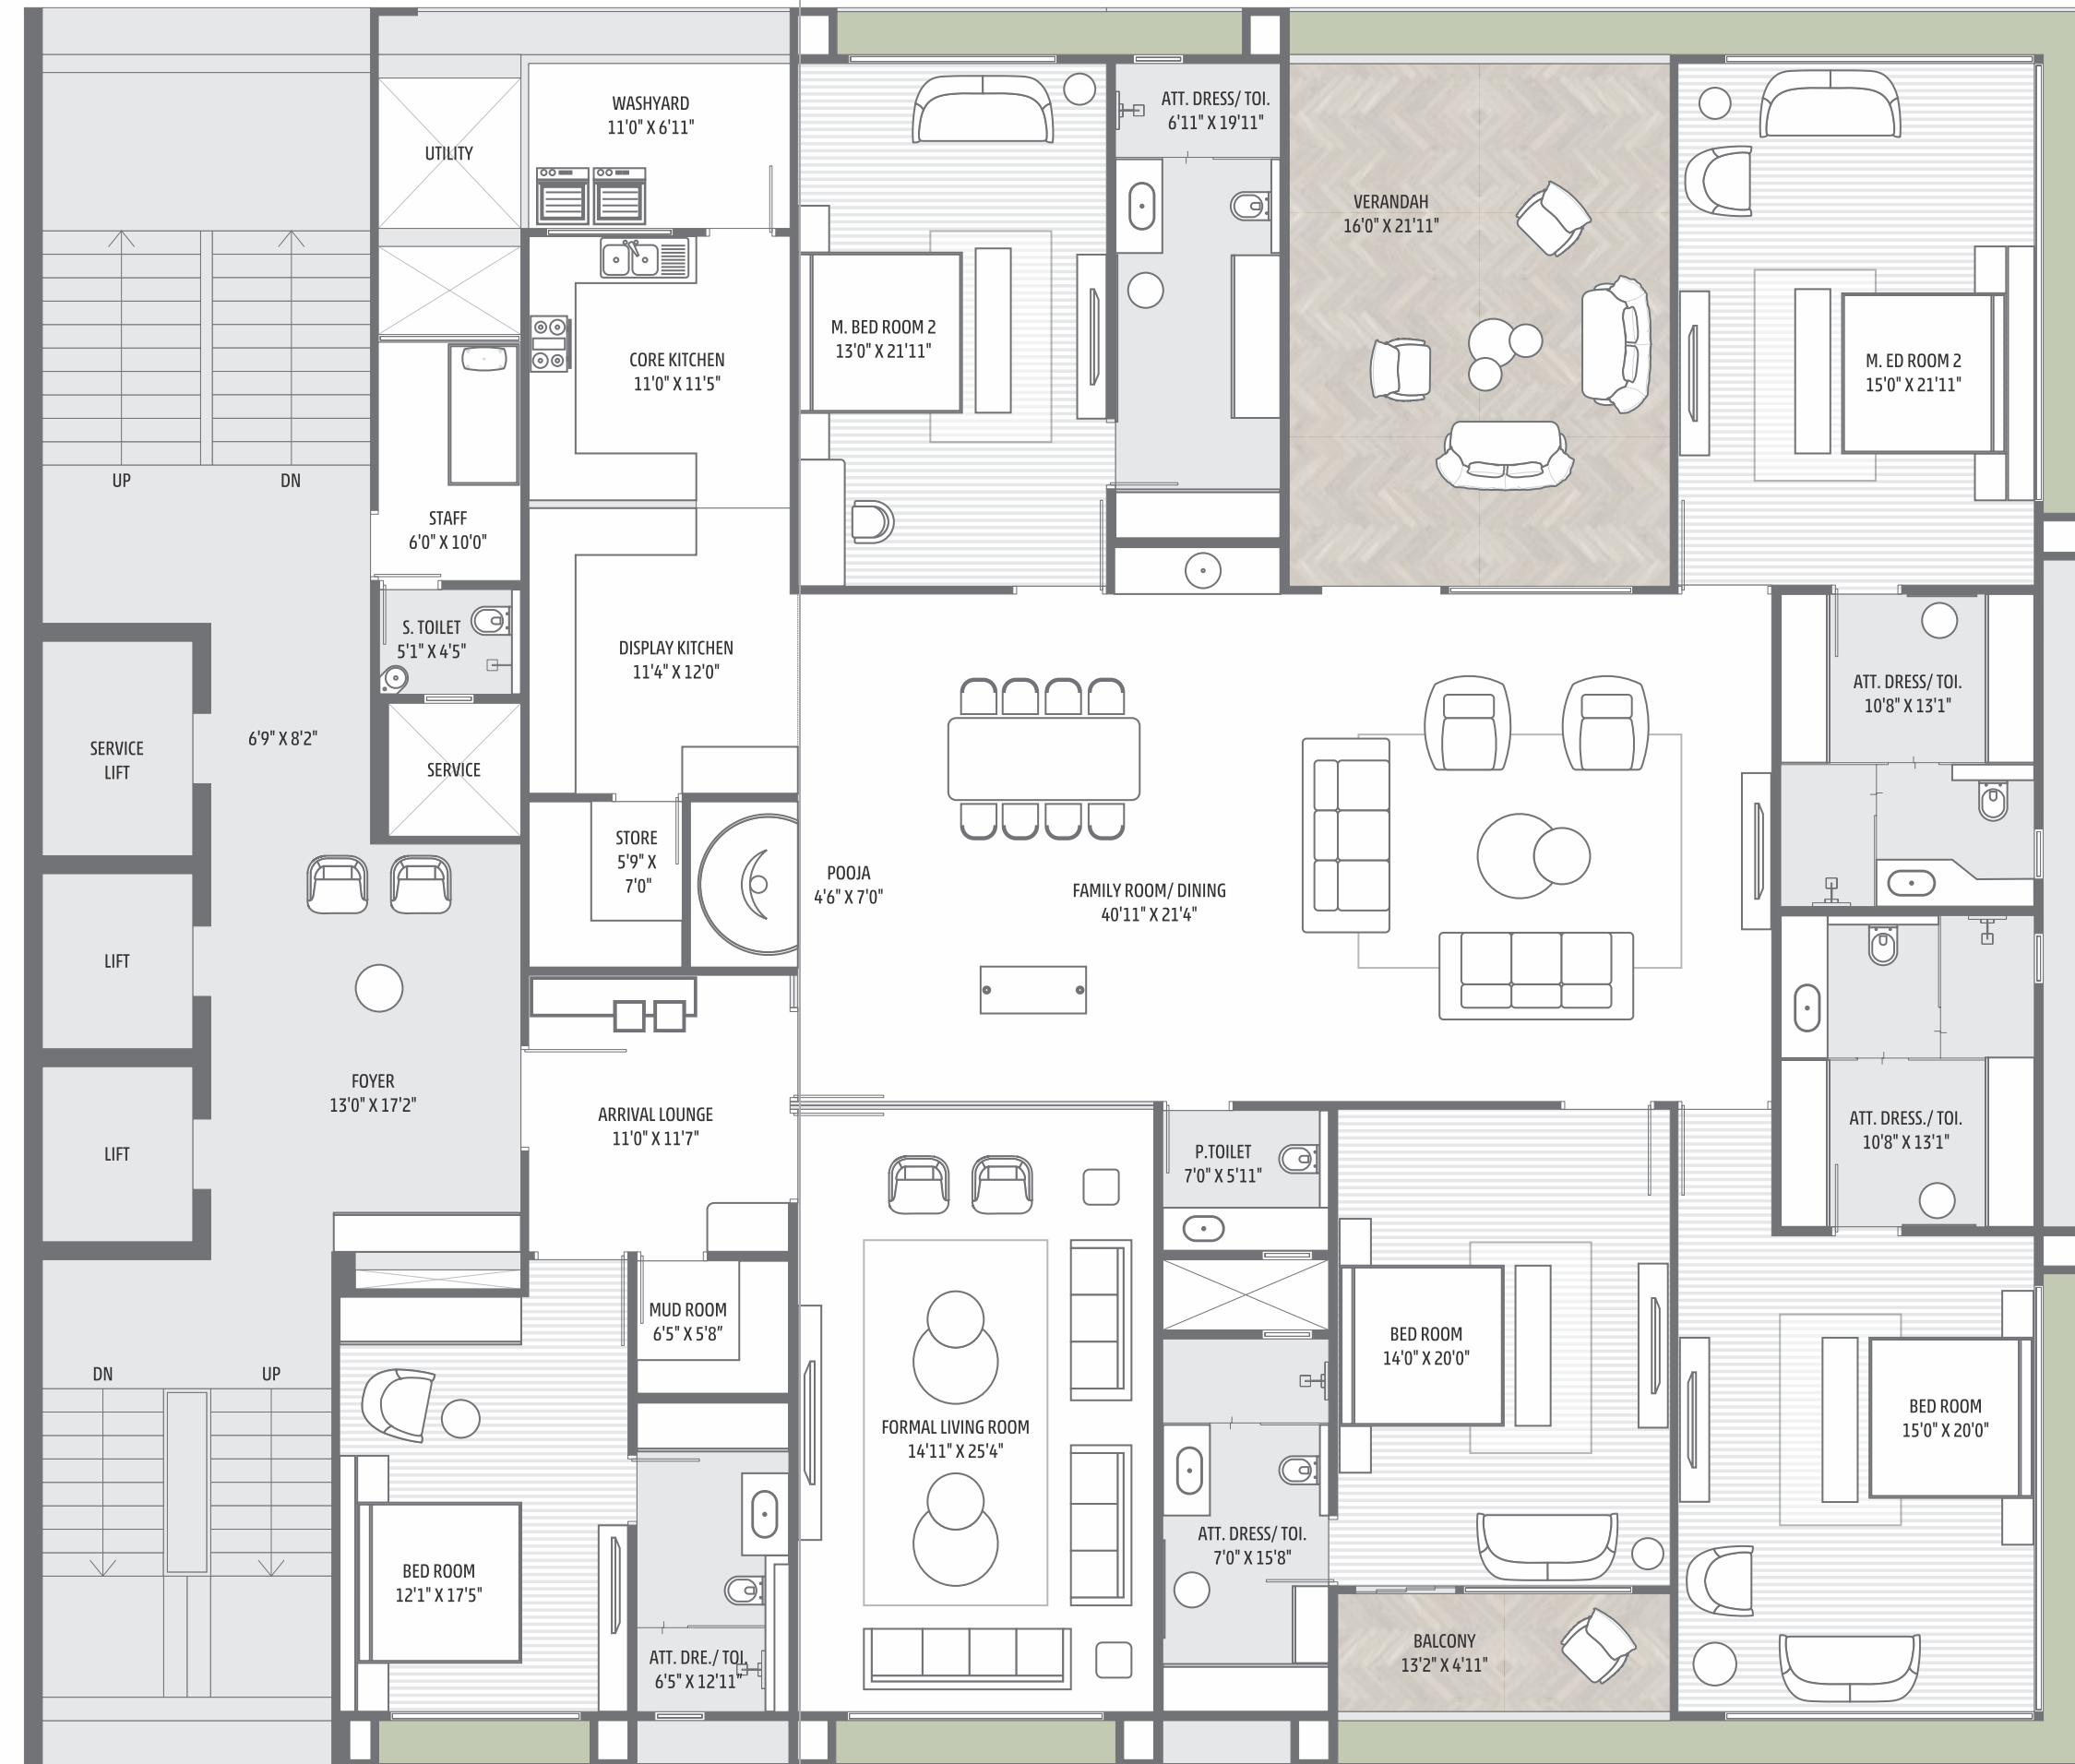 WASHYARD
11'0" X 6'11"
UTILITY
ATT. DRESS/ TOI.
6'11" X 19'11"
VERANDAH
16'0" X 21'11"
M. BED ROOM 2
13'0" X 21'11"
CORE KITCHEN
11'0" X 11'5"
M. ED ROOM 2
15'0" X 21'11"
UP
DN
STAFF
6'0" X 10'0"
S. TOILET
5'1" X 4'5"
DISPLAY KITCHEN
11'4" X 12'0"
ATT. DRESS/ TOI.
10'8" X 13'1"
SERVICE
LIFT
6'9" X 8'2"
SERVICE
STORE
5'9" X
7'0"
POOJA
4'6" X 7'0"
FAMILY ROOM/ DINING
40'11" X 21'4"
LIFT
FOYER
13'0" X 17'2"
ARRIVAL LOUNGE
11'0" X 11'7"
ATT. DRESS./ TOI.
10'8" X 13'1"
LIFT
P.TOILET
7'0" X 5'11"
MUD ROOM
6'5" X 5'8"
BED ROOM
14'0" X 20'0"
DN
UP
FORMAL LIVING ROOM
14'11" X 25'4"
BED ROOM
15'0" X 20'0"
ATT. DRESS/ TOI.
7'0" X 15'8"
BED ROOM
12'1" X 17'5"
ATT. DRE./ TOI.
6'5" X 12'11"
BALCONY
13'2" X 4'11"